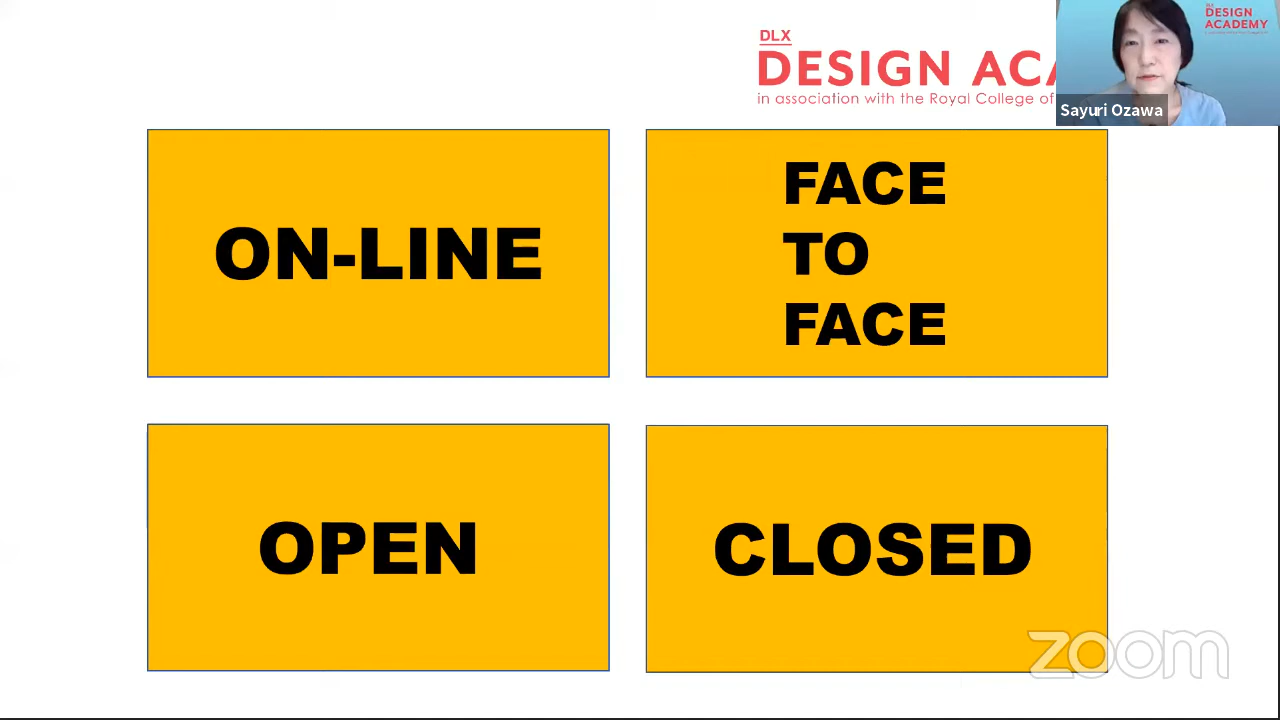 DLX
DESIGN ACA
in association with the Royal College of
DESIGN
ACADEMY
Sayuri Ozawa
ON-LINE
FACE
TO
FACE
OPEN
CLOSED
zoom